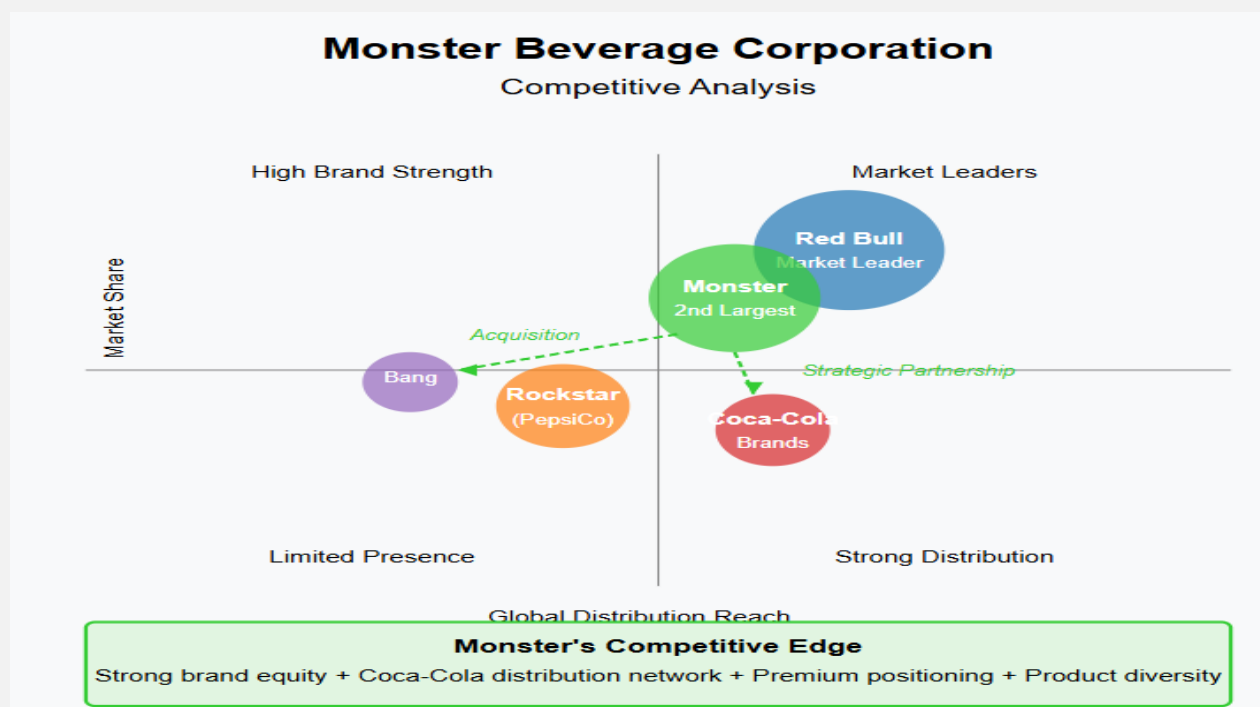 Monster Beverage Corporation
Competitive Analysis
High Brand Strength
Market Leaders
Red Bull
Market Leader
Monster
2nd Largest
Market Share
Acquisition
Strategic Partnership
Bang
Rockstar
(PepsiCo)
Coca-Cola
Brands
Limited Presence
Strong Distribution
Global Distribution Reach
Monster's Competitive Edge
Strong brand equity + Coca-Cola distribution network + Premium positioning + Product diversity